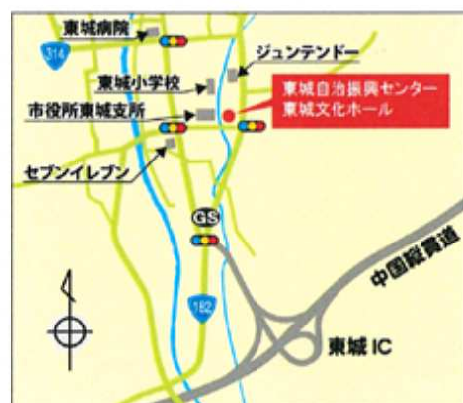 東城病院
314
ジュンテンドー
東城小学校
東城自治振興センター
東城文化ホール
市役所東城支所
セブンイレブン
GS
中国縦貫道
182
東城 IC